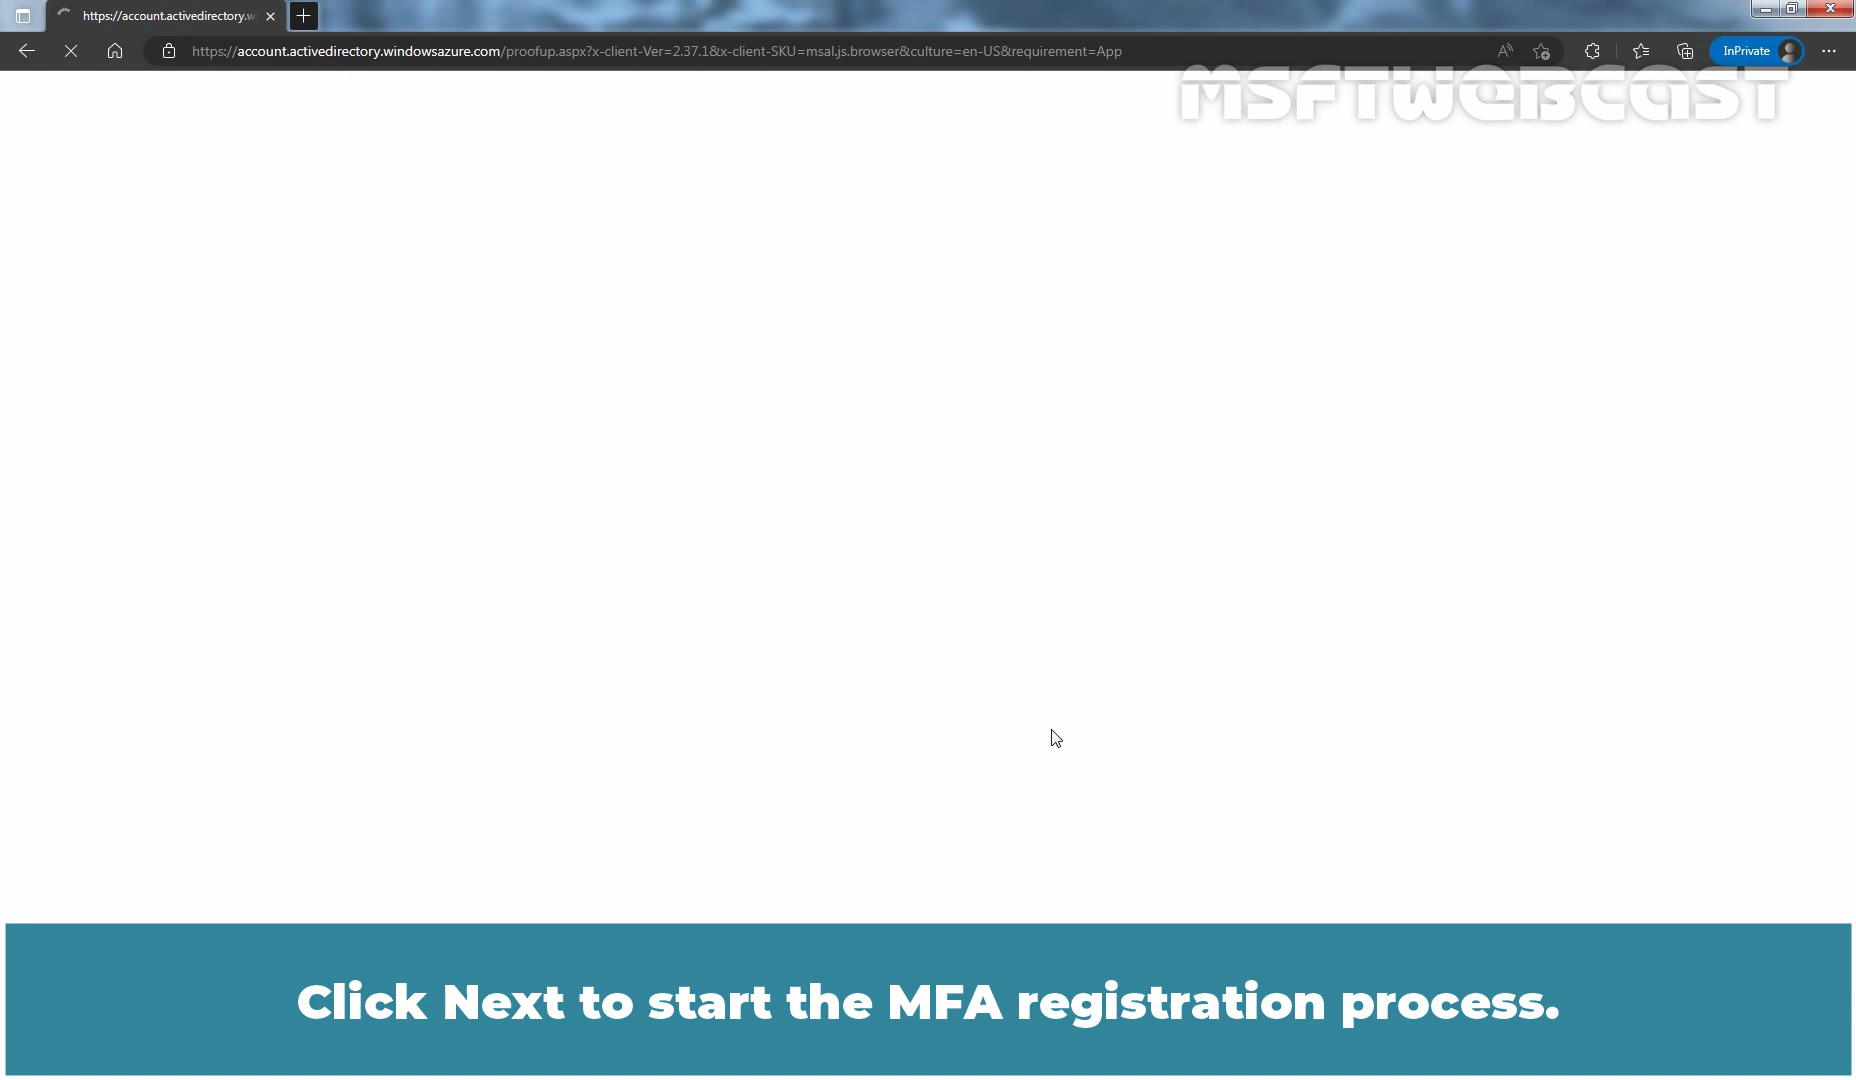 https://account.activedirectory.w
https://account.activedirectory.windowsazure.com/proofup.aspx?x-client-Ver=2.37.1&x-client-SKU=msal.js.browser&culture=en-US&requirement=App
InPrivate
MSFTWEBCAST
Click Next to start the MFA registration process.